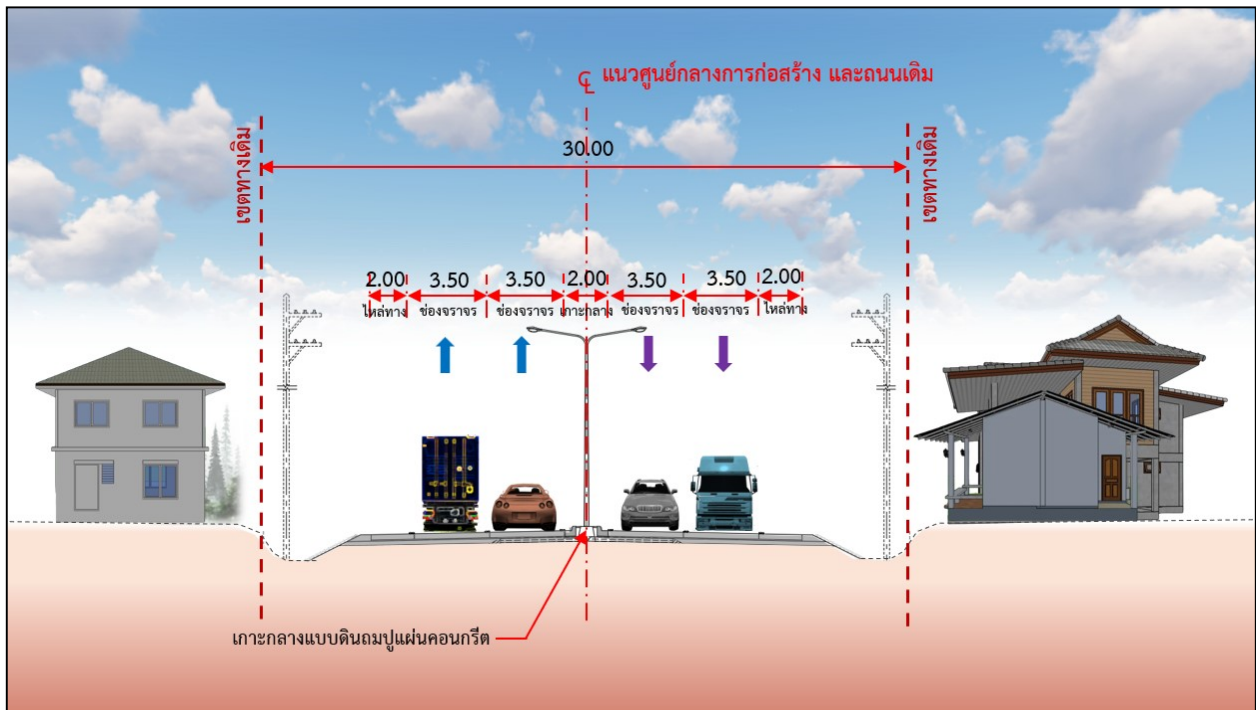 ℄ แนวศูนย์กลางการก่อสร้าง และถนนเดิม
เขตทางเดิม
30.00
เขตทางเดิม
2.00 3.50 3.50 2.00 3.50 3.50 2.00
ไหล่ทาง ช่องจราจร ช่องจราจร เกาะกลาง ช่องจราจร ช่องจราจร ไหล่ทาง
เกาะกลางแบบดินถมปูแผ่นคอนกรีต